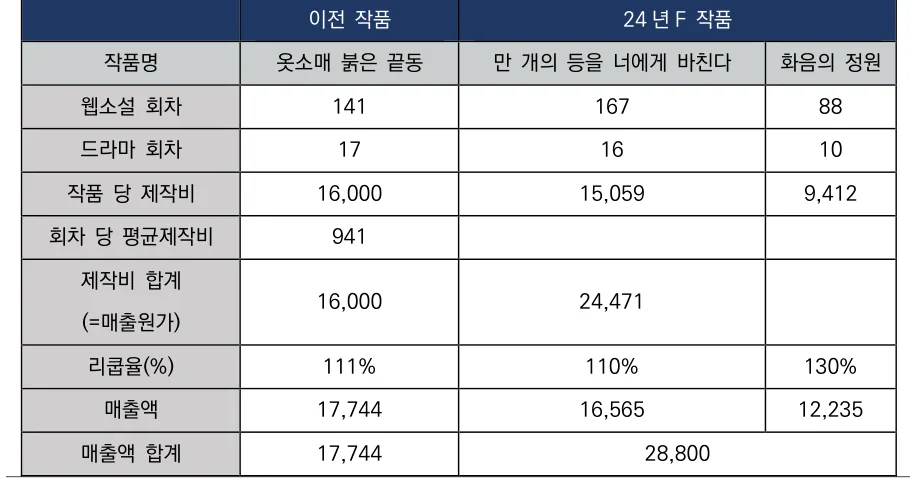 이전 작품 24년F 작품
작품명 옷소매 붉은 끝동 만 개의 등을 너에게 바친다 화음의 정원
웹소설 회차 141 167 88
드라마 회차 17 16 10
작품 당 제작비 16,000 15,059 9,412
회차 당 평균제작비 941
제작비 합계
(=매출원가) 16,000 24,471
리쿱율(%) 111% 110% 130%
매출액 17,744 16,565 12,235
매출액 합계 17,744 28,800